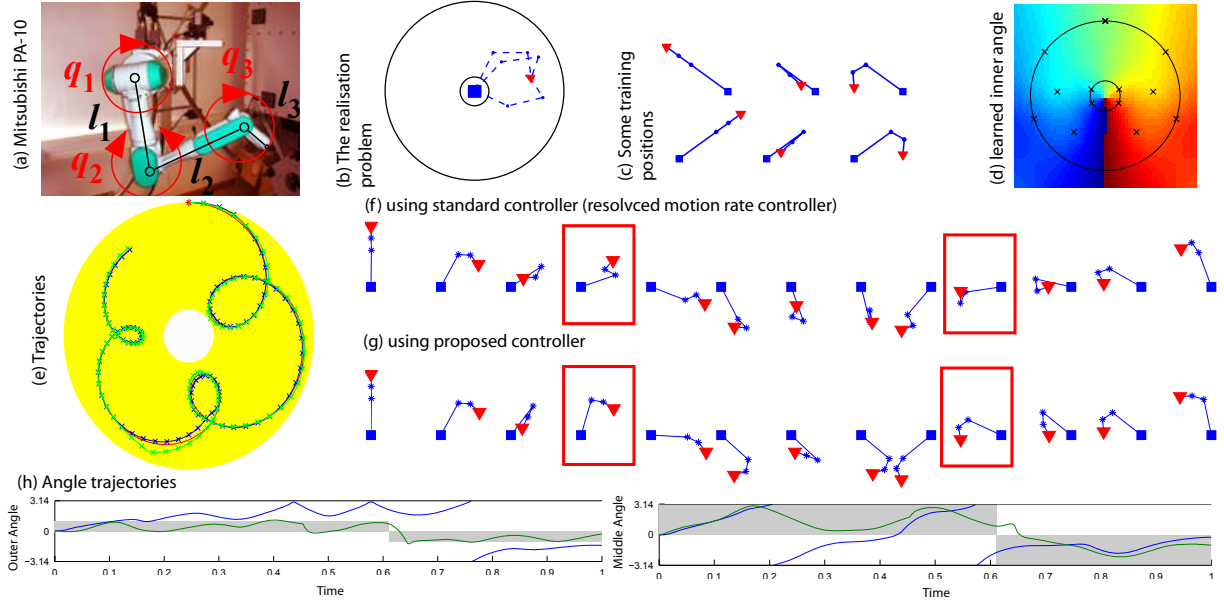 (a) Mitsubishi PA-10
q1
q2
q3
l1
l2
l3
(b) The realisation
problem
(c) Some training
positions
(d) learned inner angle
(e) Trajectories
(f) using standard controller (resolvced motion rate controller)
(g) using proposed controller
(h) Angle trajectories
Outer Angle
3.14
0
-3.14
0 0.1 0.2 0.3 0.4 0.5 0.6 0.7 0.8 0.9 1
Time
Middle Angle
3.14
0
-3.14
0 0.1 0.2 0.3 0.4 0.5 0.6 0.7 0.8 0.9 1
Time